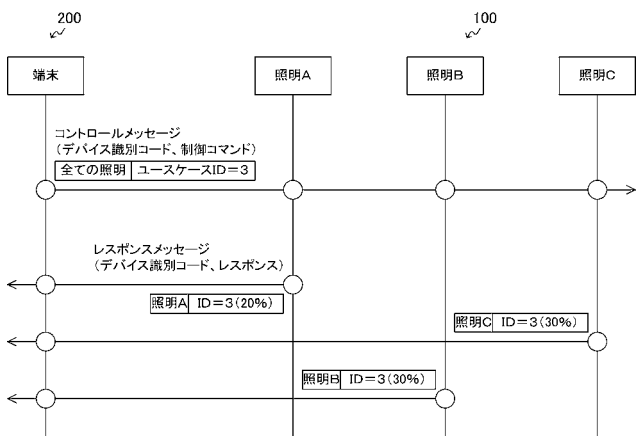 200
100
端末
照明A
照明B
照明C
コントロールメッセージ
(デバイス識別コード、制御コマンド)
全ての照明 ユースケースID=3
レスポンスメッセージ
(デバイス識別コード、レスポンス)
照明A ID=3(20%)
照明C ID=3(30%)
照明B ID=3(30%)